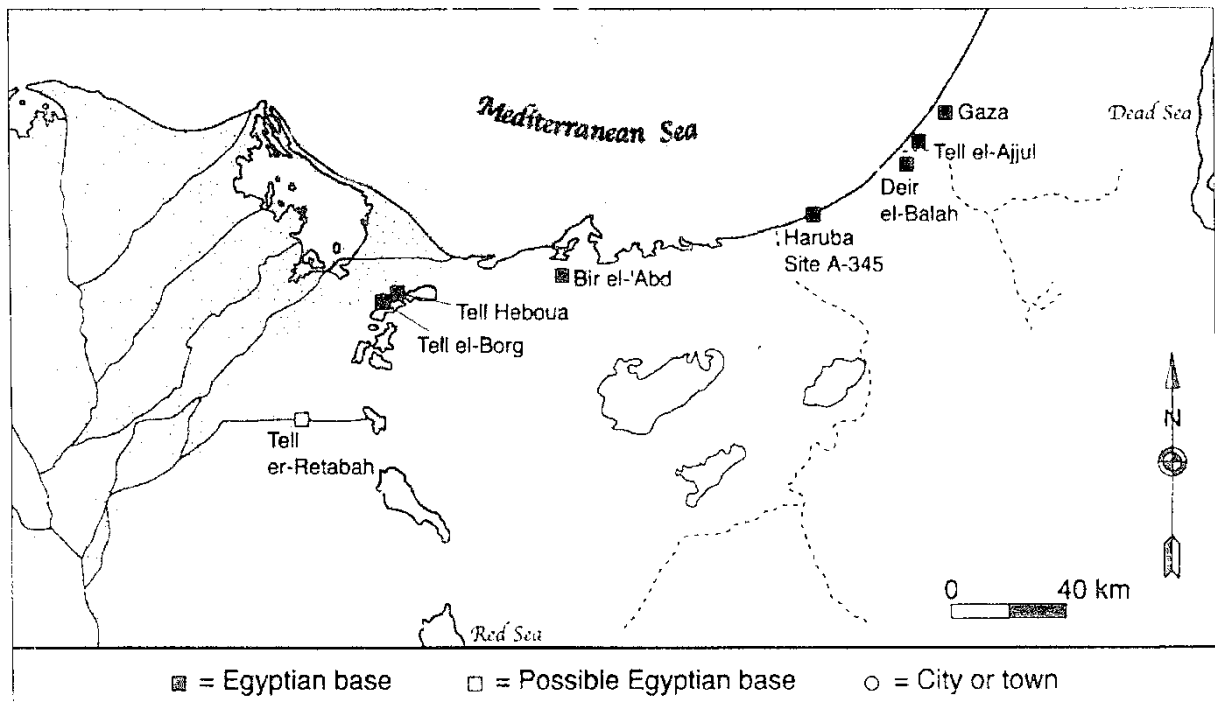 Mediterranean Sea
Gaza
Dead Sea
Tell el-Ajjul
Deir
el-Balah
Haruba
Site A-345
Bir el-'Abd
Tell Heboua
Tell el-Borg
Tell
er-Retabah
N
0 40 km
Red Sea
= Egyptian base = Possible Egyptian base = City or town